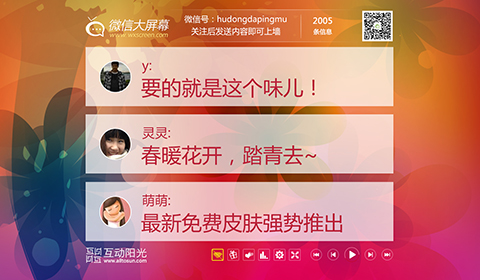 微信大屏幕
www.wxscreen.com
微信号：hudongdapingmu
关注后发送内容即可上墙
2005
条信息
y:
要的就是这个味儿！
灵灵:
春暖花开，踏青去~
萌萌:
最新免费皮肤强势推出
互动阳光
www.aihtosun.com